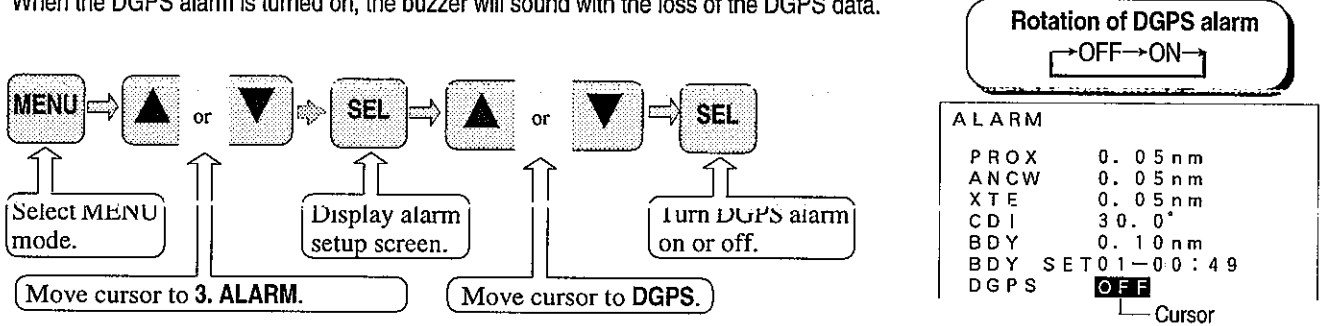 When the DGPS alarm is turned on, the buzzer will sound with the loss of the DGPS data.
Rotation of DGPS alarm
→OFF→ON→
MENU ⇒ ▲ or ▼ ⇒ SEL ⇒ ▲ or ▼ ⇒ SEL
Select MENU
mode.
Display alarm
setup screen.
Turn DGPS alarm
on or off.
Move cursor to 3. ALARM.
Move cursor to DGPS.
ALARM
PROX 0.05nm
ANCW 0.05nm
XTE 0.05nm
CDI 30.0°
BDY 0.10nm
BDY SET01-00:49
DGPS OFF
Cursor